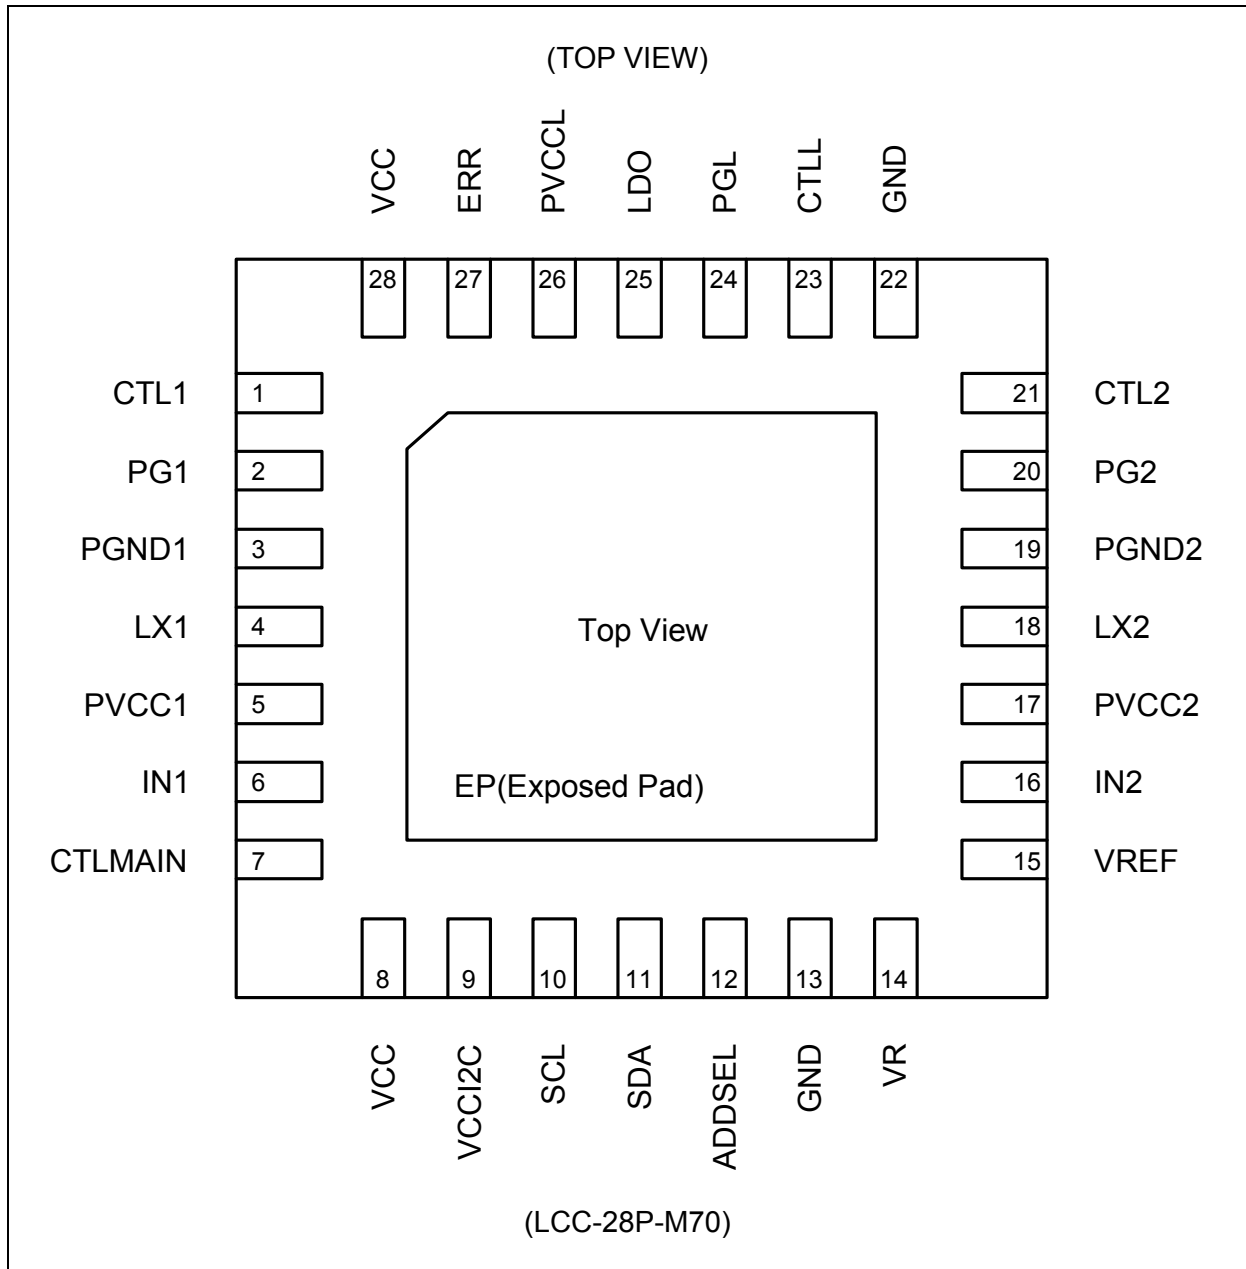 (TOP VIEW)
VCC
ERR
PVCCL
LDO
PGL
CTLL
GND
28 27 26 25 24 23 22
CTL1 1
21 CTL2
PG1 2
20 PG2
PGND1 3
19 PGND2
LX1 4
Top View
18 LX2
PVCC1 5
17 PVCC2
IN1 6
EP(Exposed Pad)
16 IN2
CTLMAIN 7
15 VREF
8 9 10 11 12 13 14
VCC
VCCI2C
SCL
SDA
ADDSEL
GND
VR
(LCC-28P-M70)